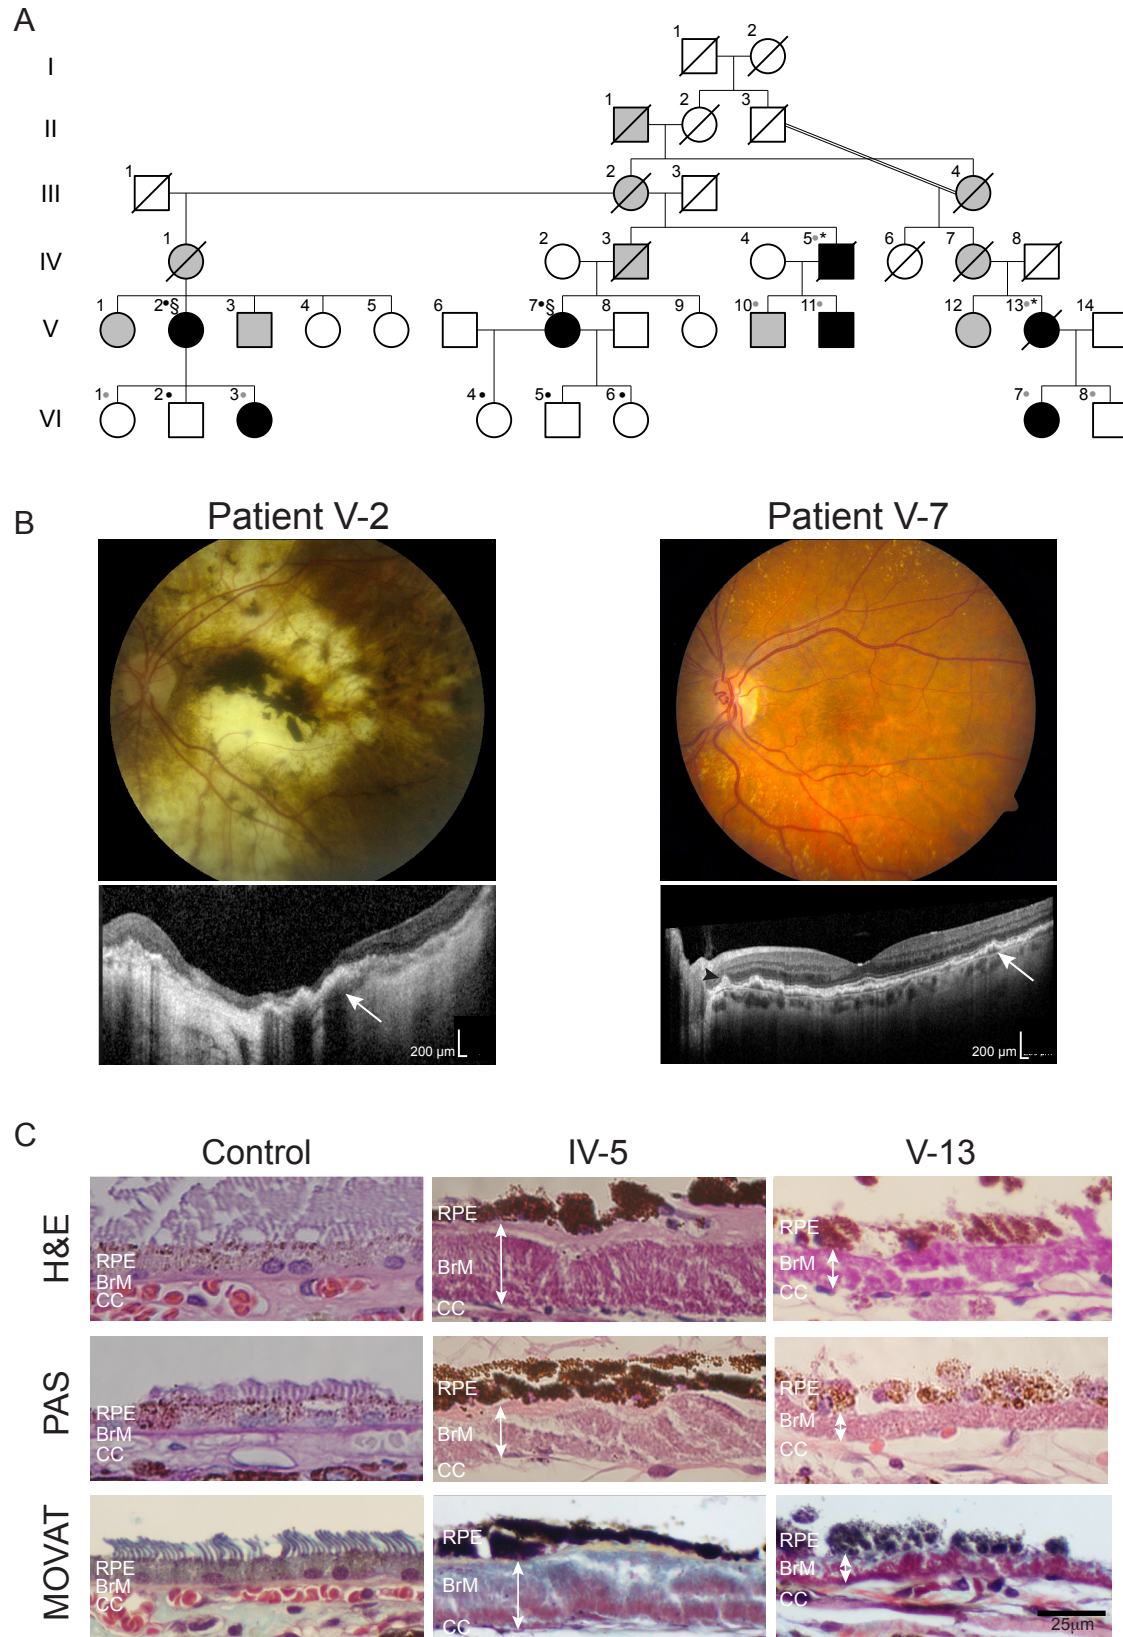 A
I
1 2
II
1 2 3
III
1 2 3 4
IV
1 2 3 4 5•* 6 7 8
V
1 2•§ 3 4 5 6 7•§ 8 9 10• 11• 12 13•* 14
VI
1• 2• 3• 4• 5• 6• 7• 8•
B
Patient V-2 Patient V-7
200 µm 200 µm
C
Control IV-5 V-13
H&E
RPE RPE RPE
BrM BrM BrM
CC CC CC
PAS
RPE RPE RPE
BrM BrM BrM
CC CC CC
MOVAT
RPE RPE RPE
BrM BrM BrM
CC CC CC
25µm